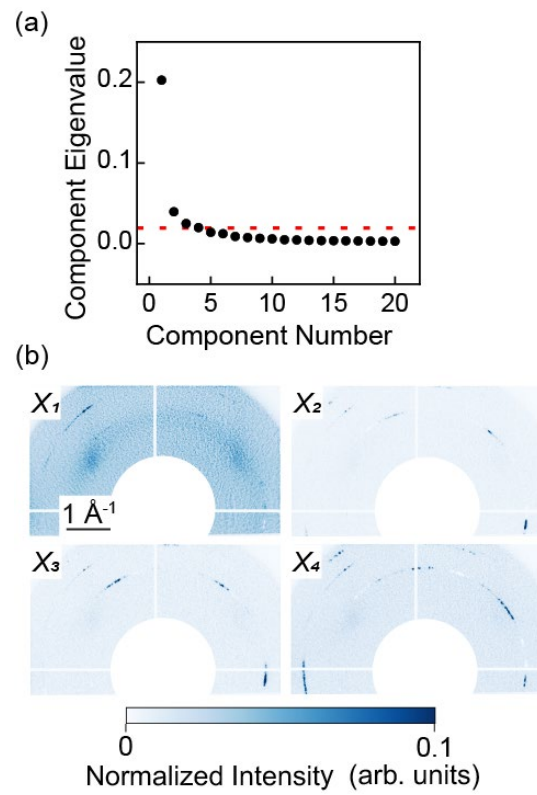 (a)
Component Eigenvalue
0.2
0.1
0.0
0 5 10 15 20
Component Number
(b)
X₁ X₂
1 Å⁻¹
X₃ X₄
0 0.1
Normalized Intensity (arb. units)